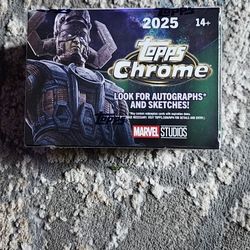 2025 14+
Topps
Chrome
LOOK FOR AUTOGRAPHS*
AND SKETCHES!
MARVEL STUDIOS